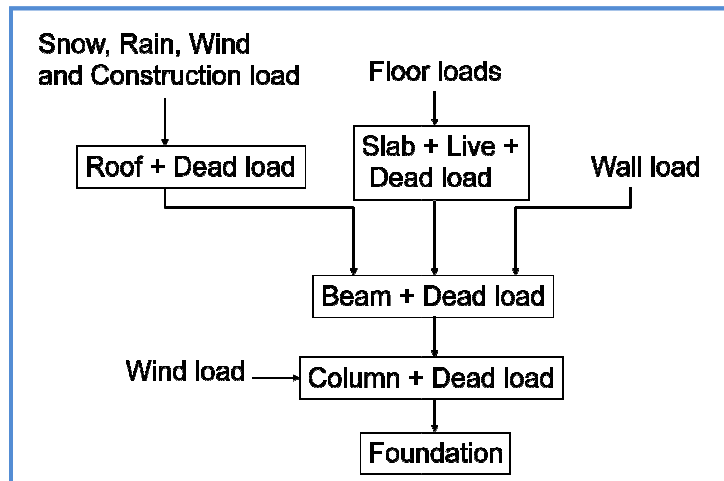 Snow, Rain, Wind
and Construction load
Floor loads
Roof + Dead load
Slab + Live +
Dead load
Wall load
Beam + Dead load
Wind load
Column + Dead load
Foundation